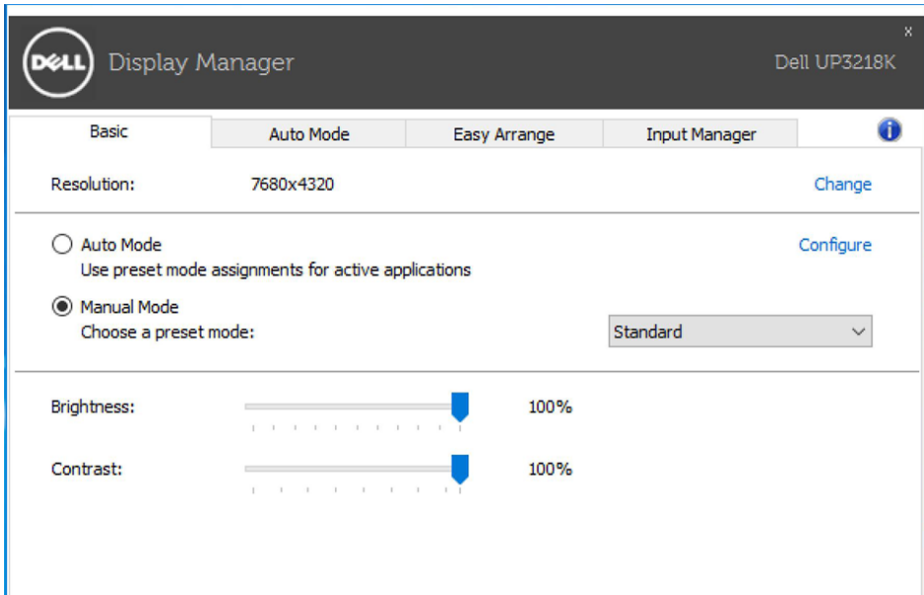 DELL Display Manager
x
Dell UP3218K
Basic Auto Mode Easy Arrange Input Manager i
Resolution: 7680x4320 Change
Auto Mode Configure
Use preset mode assignments for active applications
Manual Mode
Choose a preset mode: Standard
Brightness: 100%
Contrast: 100%